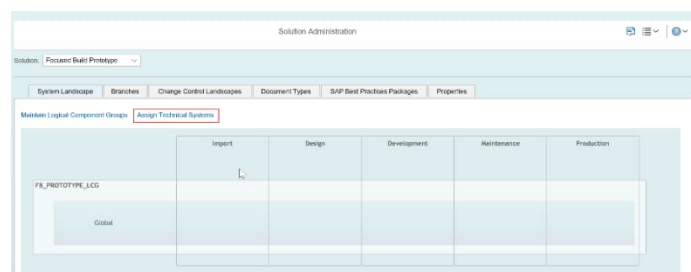 Solution Administration
Solution: Focused Build Prototype
System Landscape Branches Change Control Landscapes Document Types SAP Best Practices Packages Properties
Maintain Logical Component Groups Assign Technical Systems
Import Design Development Maintenance Production
FB_PROTOTYPE_LCG
Global